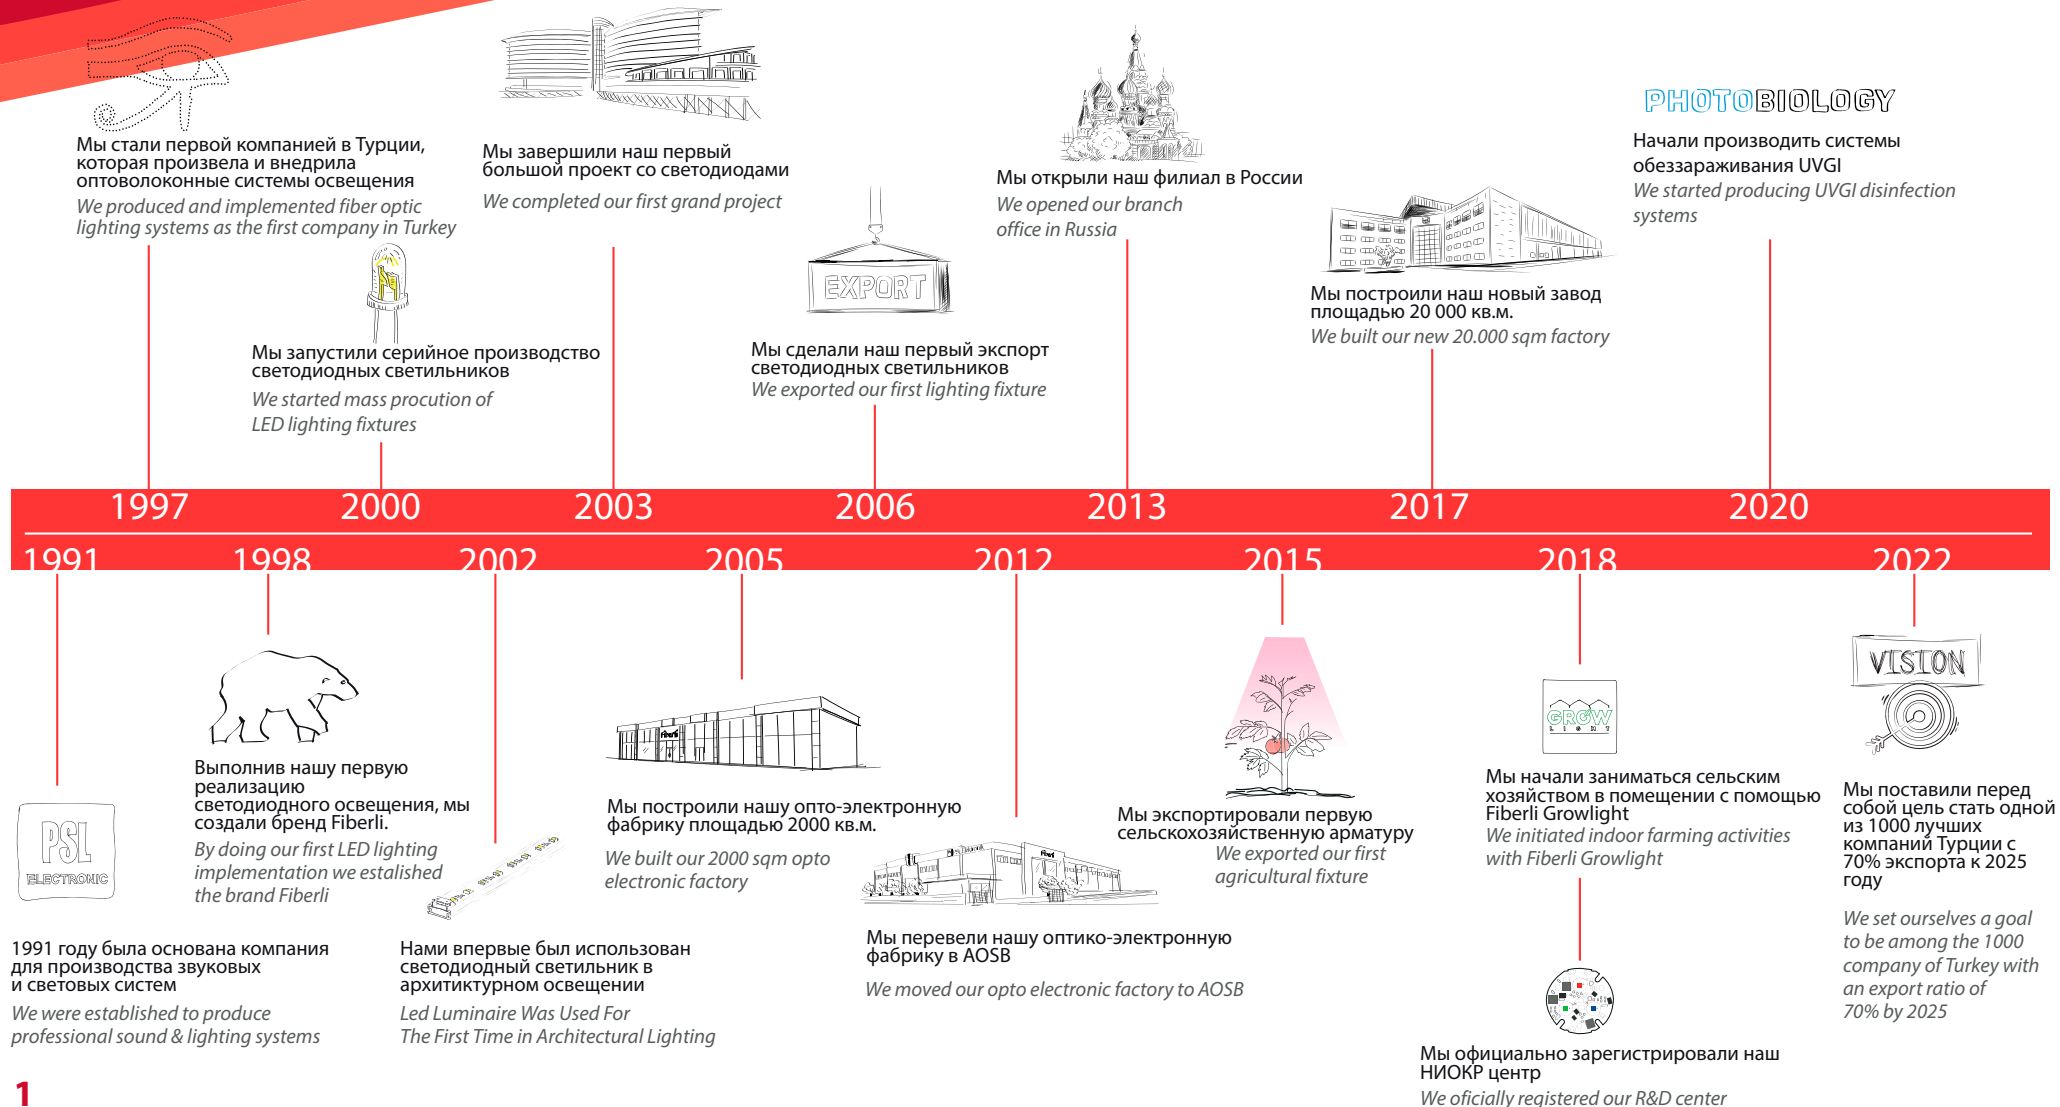 Мы стали первой компанией в Турции,
которая произвела и внедрила
оптоволоконные системы освещения
We produced and implemented fiber optic
lighting systems as the first company in Turkey
Мы запустили серийное производство
светодиодных светильников
We started mass procution of
LED lighting fixtures
Мы завершили наш первый
большой проект со светодиодами
We completed our first grand project
EXPORT
Мы сделали наш первый экспорт
светодиодных светильников
We exported our first lighting fixture
Мы открыли наш филиал в России
We opened our branch
office in Russia
Мы построили наш новый завод
площадью 20 000 кв.м.
We built our new 20.000 sqm factory
PHOTOBIOLOGY
Начали производить системы
обеззараживания UVGI
We started producing UVGI disinfection
systems
1997 2000 2003 2006 2013 2017 2020
1991 1998 2002 2005 2012 2015 2018 2022
PSL
ELECTRONIC
1991 году была основана компания
для производства звуковых
и световых систем
We were established to produce
professional sound & lighting systems
Выполнив нашу первую
реализацию
светодиодного освещения, мы
создали бренд Fiberli.
By doing our first LED lighting
implementation we estalished
the brand Fiberli
Нами впервые был использован
светодиодный светильник в
архитиктурном освещении
Led Luminaire Was Used For
The First Time in Architectural Lighting
Fiberli
Мы построили нашу опто-электронную
фабрику площадью 2000 кв.м.
We built our 2000 sqm opto
electronic factory
Fiberli
Мы перевели нашу оптико-электронную
фабрику в AOSB
We moved our opto electronic factory to AOSB
Мы экспортировали первую
сельскохозяйственную арматуру
We exported our first
agricultural fixture
GROW
LIGHT
Мы начали заниматься сельским
хозяйством в помещении с помощью
Fiberli Growlight
We initiated indoor farming activities
with Fiberli Growlight
Мы официально зарегистрировали наш
НИОКР центр
We oficially registered our R&D center
VISION
Мы поставили перед
собой цель стать одной
из 1000 лучших
компаний Турции с
70% экспорта к 2025
году
We set ourselves a goal
to be among the 1000
company of Turkey with
an export ratio of
70% by 2025
1